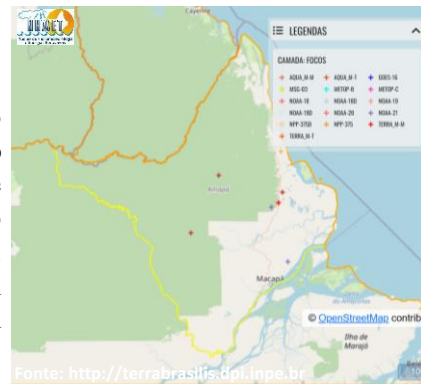 NHMET
Cayenne
LEGENDAS
CAMADA: FOCOS
AQUA_M-M AQUA_M-T GOES-16
MSG-03 METOP-B METOP-C
NOAA-18 NOAA-18D NOAA-19
NOAA-19D NOAA-20 NOAA-21
NPP-375D NPP-375 TERRA_M-M
TERRA_M-T
Amapá
Macapá
© OpenStreetMap contrib
Ilha de
Marajó
Fonte: http://terrabrasilis.dpi.inpe.br